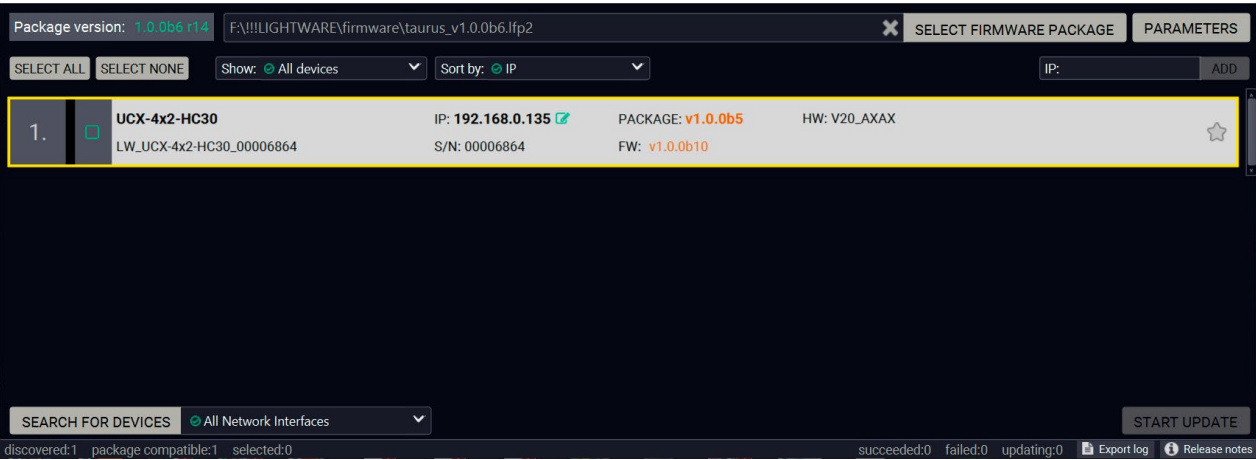 Package version: 1.0.0b6 r14 F:\!!!LIGHTWARE\firmware\taurus_v1.0.0b6.lfp2 SELECT FIRMWARE PACKAGE PARAMETERS
SELECT ALL SELECT NONE Show: All devices Sort by: IP IP: ADD
1.
UCX-4x2-HC30 IP: 192.168.0.135 PACKAGE: v1.0.0b5 HW: V20_AXAX
LW_UCX-4x2-HC30_00006864 S/N: 00006864 FW: v1.0.0b10
SEARCH FOR DEVICES All Network Interfaces START UPDATE
discovered:1 package compatible:1 selected:0 succeeded:0 failed:0 updating:0 Export log Release notes